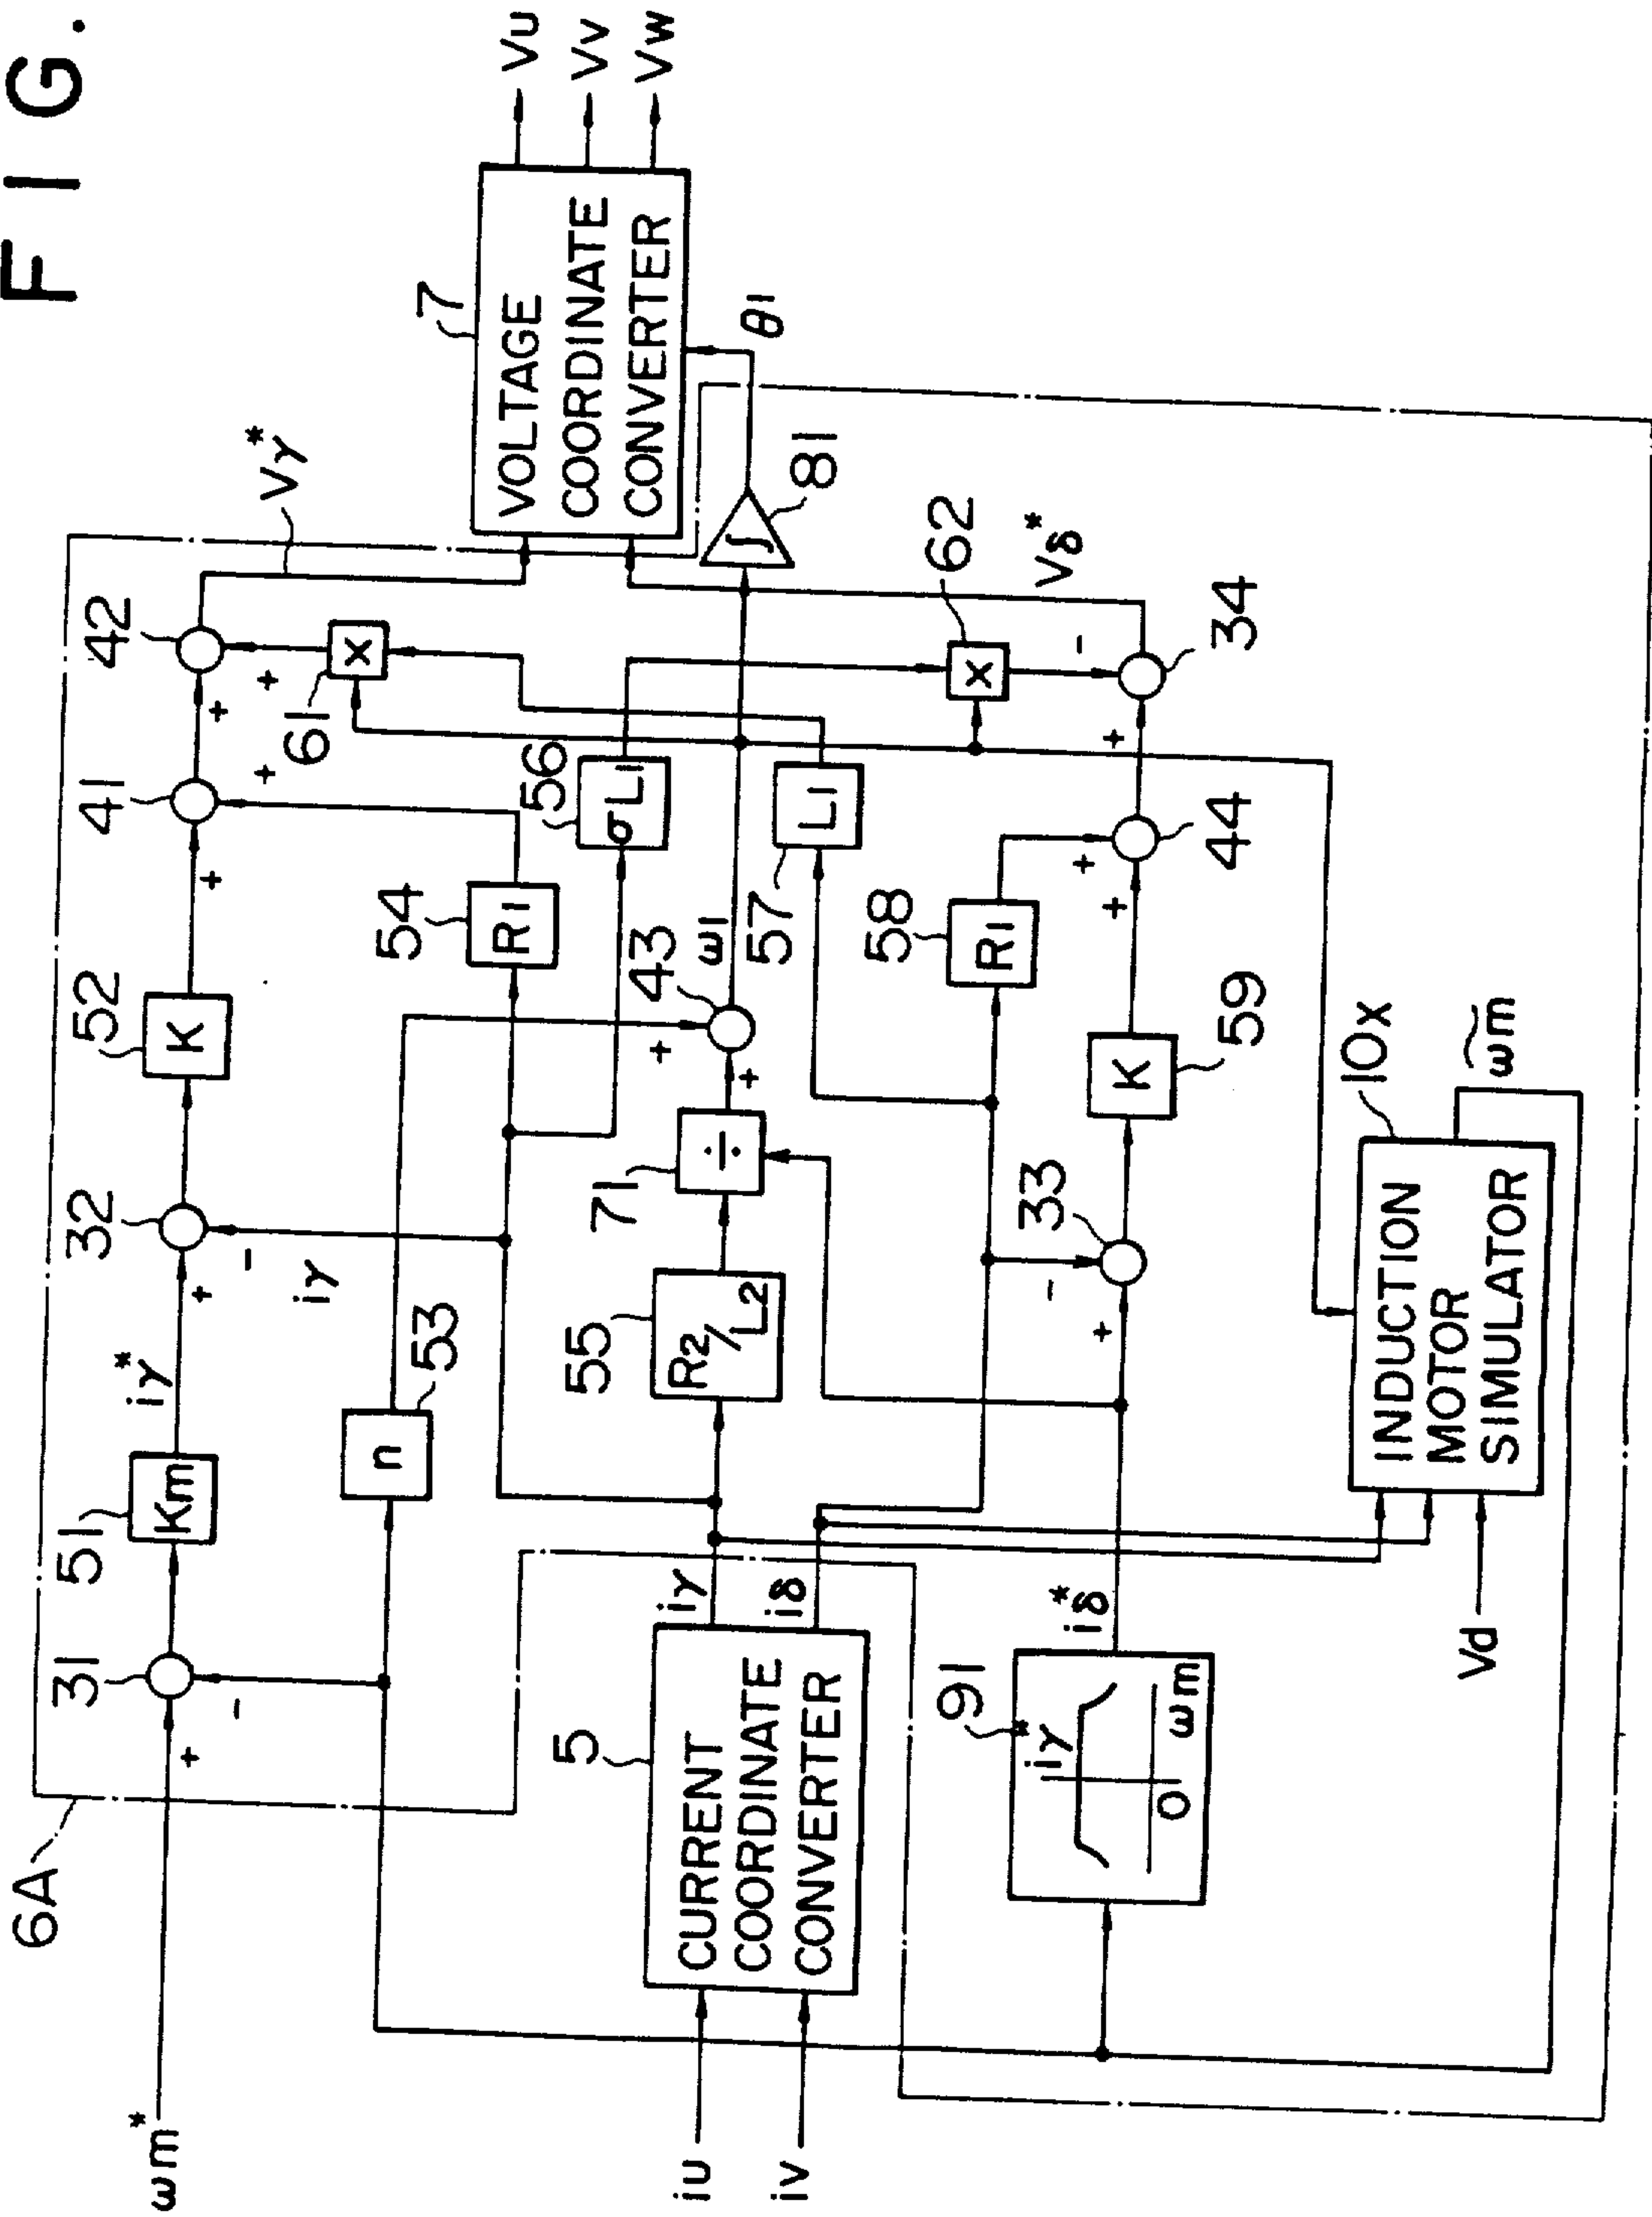 FIG.
6A
ωm*
+
-
31
51
Km
iγ*
+
-
32
iγ
52
K
+
+
41
+
+
42
Vγ*
53
n
54
R1
56
σL1
61
X
7
VOLTAGE
COORDINATE
CONVERTER
Vu
Vv
Vw
θ1
iu
iv
5
CURRENT
COORDINATE
CONVERTER
iγ
iδ
55
R2/L2
71
÷
+
+
43
ω1
57
L1
∫
81
62
X
Vδ*
-
+
34
91
iγ*
0
ωm
iδ*
+
-
33
K
59
58
R1
+
+
44
Vd
10X
INDUCTION
MOTOR
SIMULATOR
ω̃m